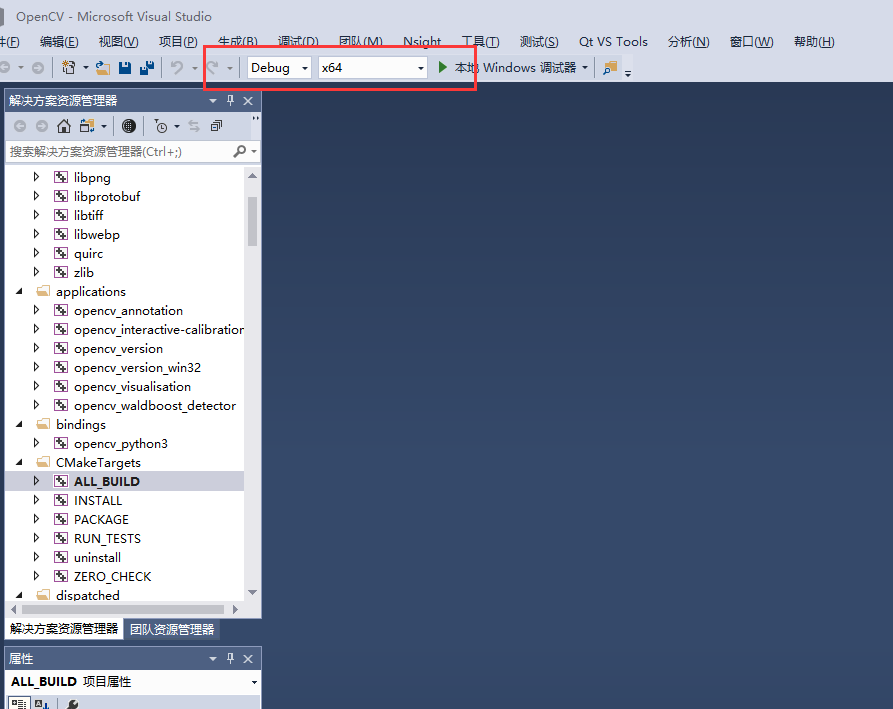 OpenCV - Microsoft Visual Studio
件(F) 编辑(E) 视图(V) 项目(P) 生成(B) 调试(D) 团队(M) Nsight 工具(T) 测试(S) Qt VS Tools 分析(N) 窗口(W) 帮助(H)
Debug x64 本地 Windows 调试器
解决方案资源管理器
搜索解决方案资源管理器(Ctrl+;)
libpng
libprotobuf
libtiff
libwebp
quirc
zlib
applications
opencv_annotation
opencv_interactive-calibration
opencv_version
opencv_version_win32
opencv_visualisation
opencv_waldboost_detector
bindings
opencv_python3
CMakeTargets
ALL_BUILD
INSTALL
PACKAGE
RUN_TESTS
uninstall
ZERO_CHECK
dispatched
解决方案资源管理器 团队资源管理器
属性
ALL_BUILD 项目属性